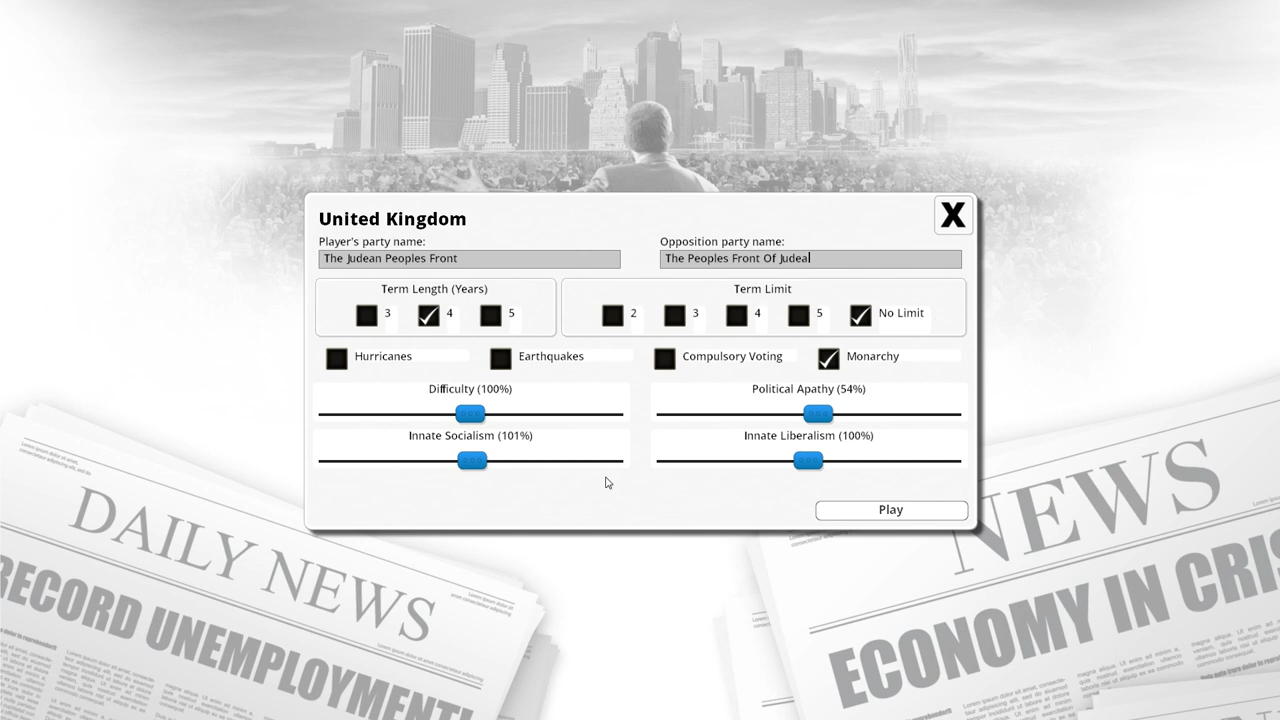 United Kingdom
X
Player's party name:
Opposition party name:
The Judean Peoples Front
The Peoples Front Of Judea
Term Length (Years)
Term Limit
3
4
5
2
3
4
5
No Limit
Hurricanes
Earthquakes
Compulsory Voting
Monarchy
Difficulty (100%)
Political Apathy (54%)
Innate Socialism (101%)
Innate Liberalism (100%)
Play
DAILY NEWS
RECORD UNEMPLOYMENT!
NEWS
ECONOMY IN CRIS